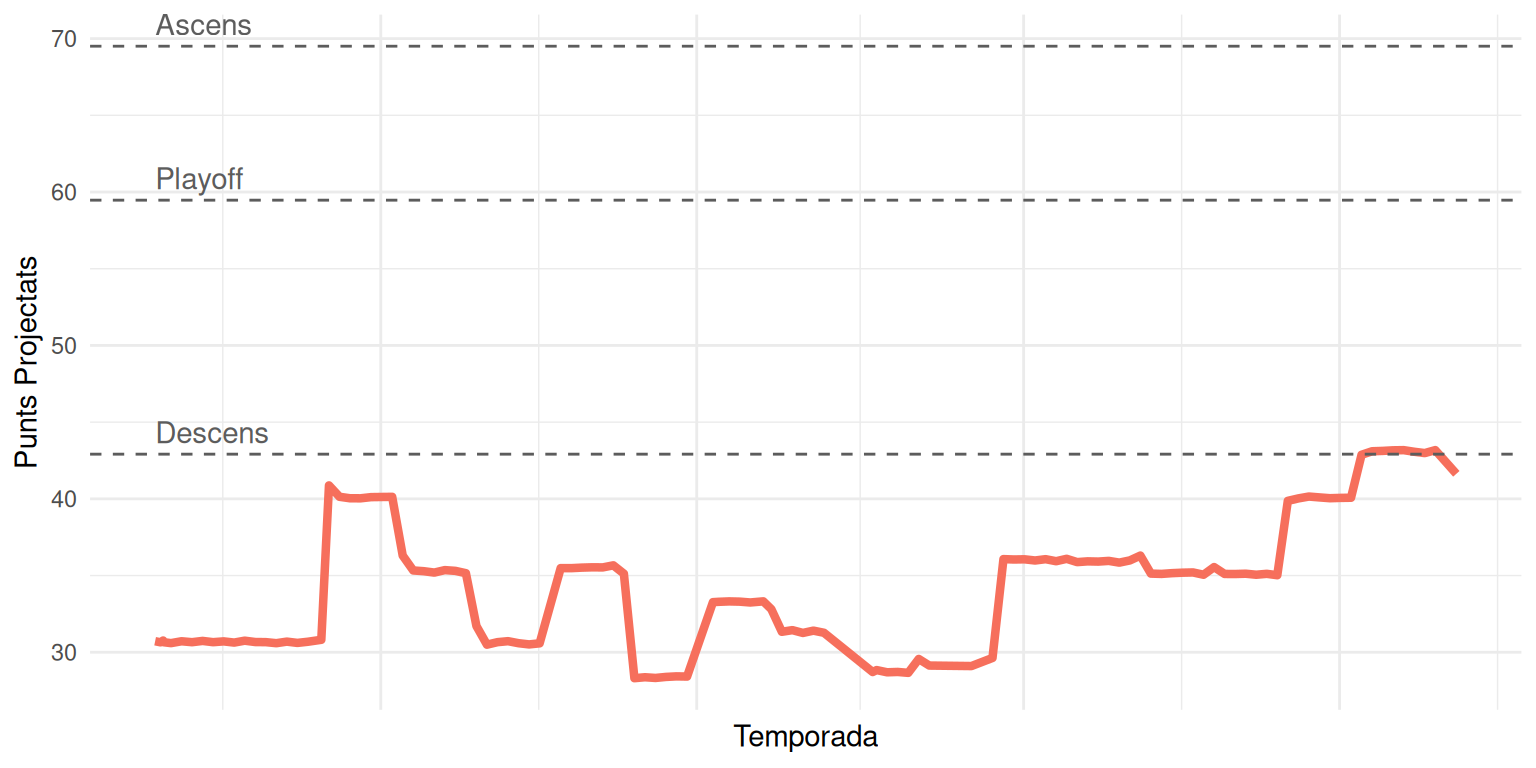 Ascens
70
Playoff
60
Punts Projectats
50
Descens
40
30
Temporada